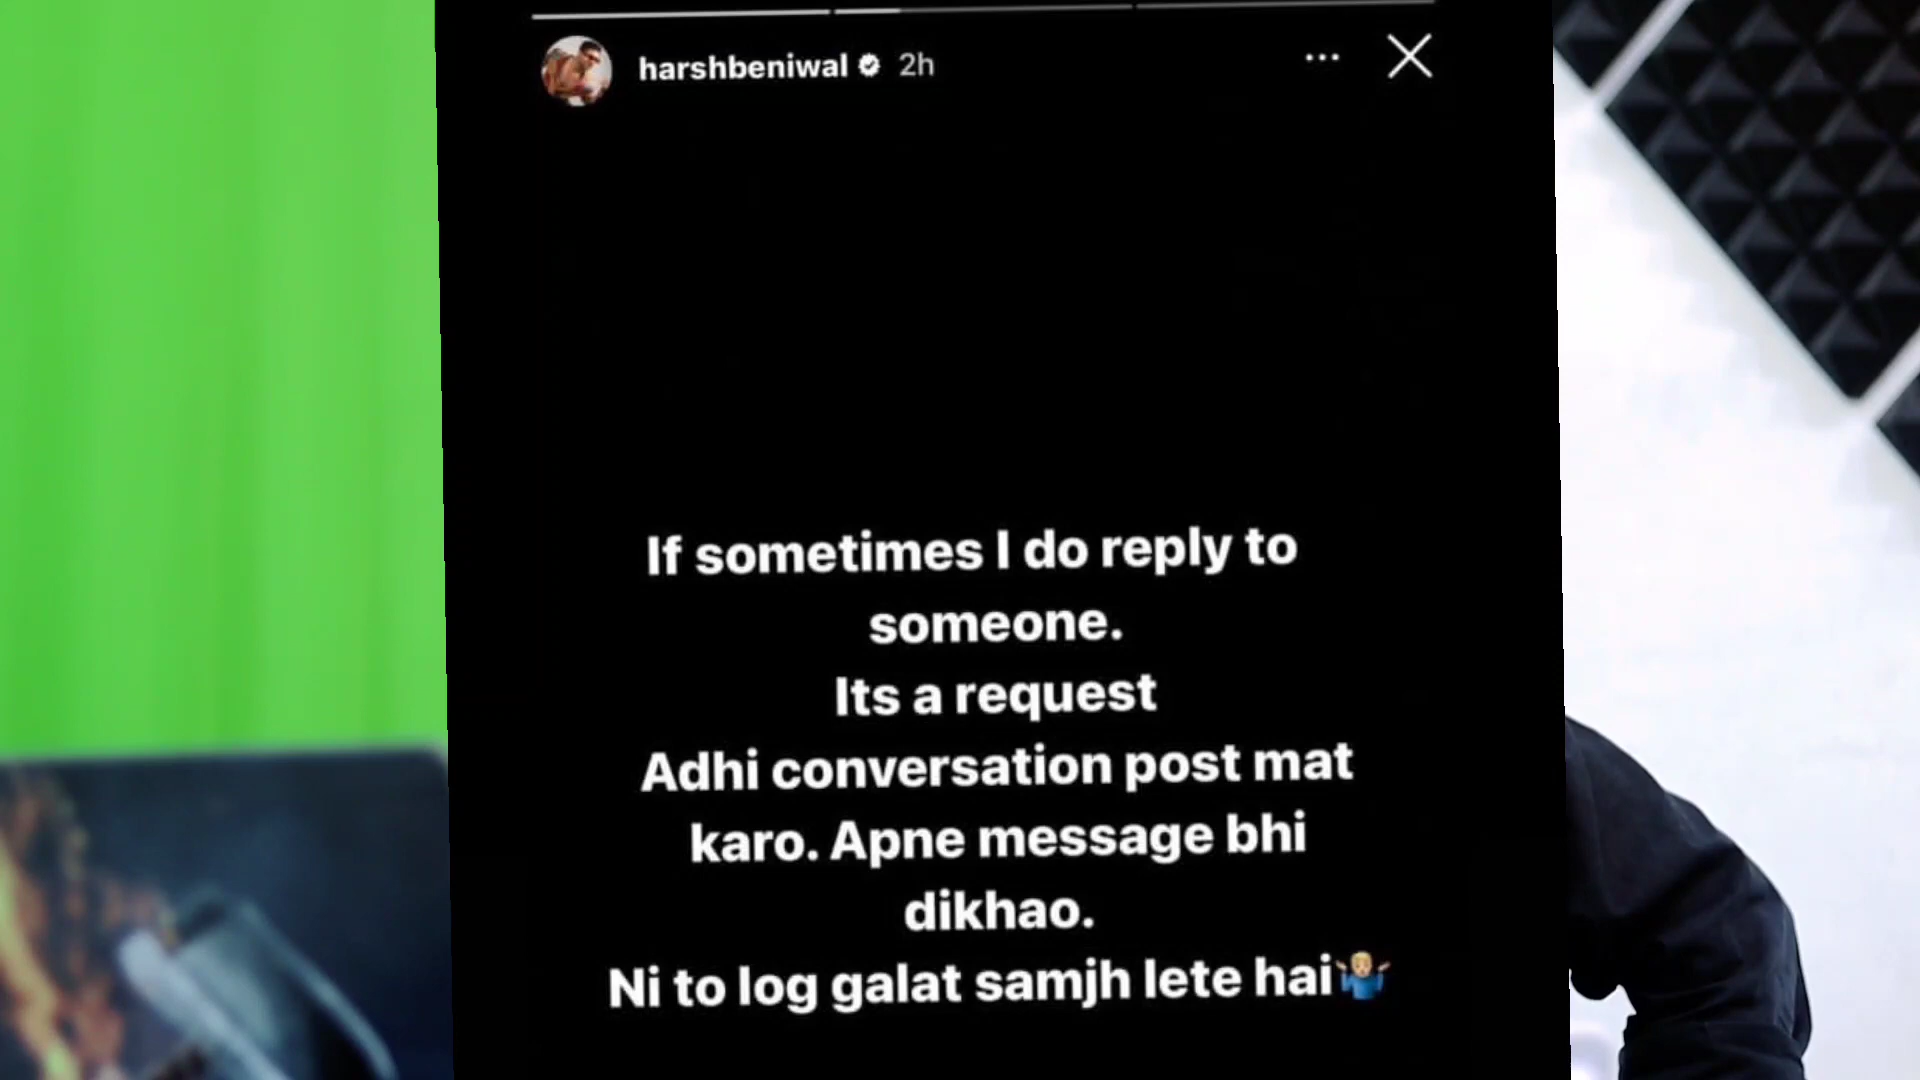 harshbeniwal 2h
If sometimes I do reply to
someone.
Its a request
Adhi conversation post mat
karo. Apne message bhi
dikhao.
Ni to log galat samjh lete hai🤷🏼‍♂️